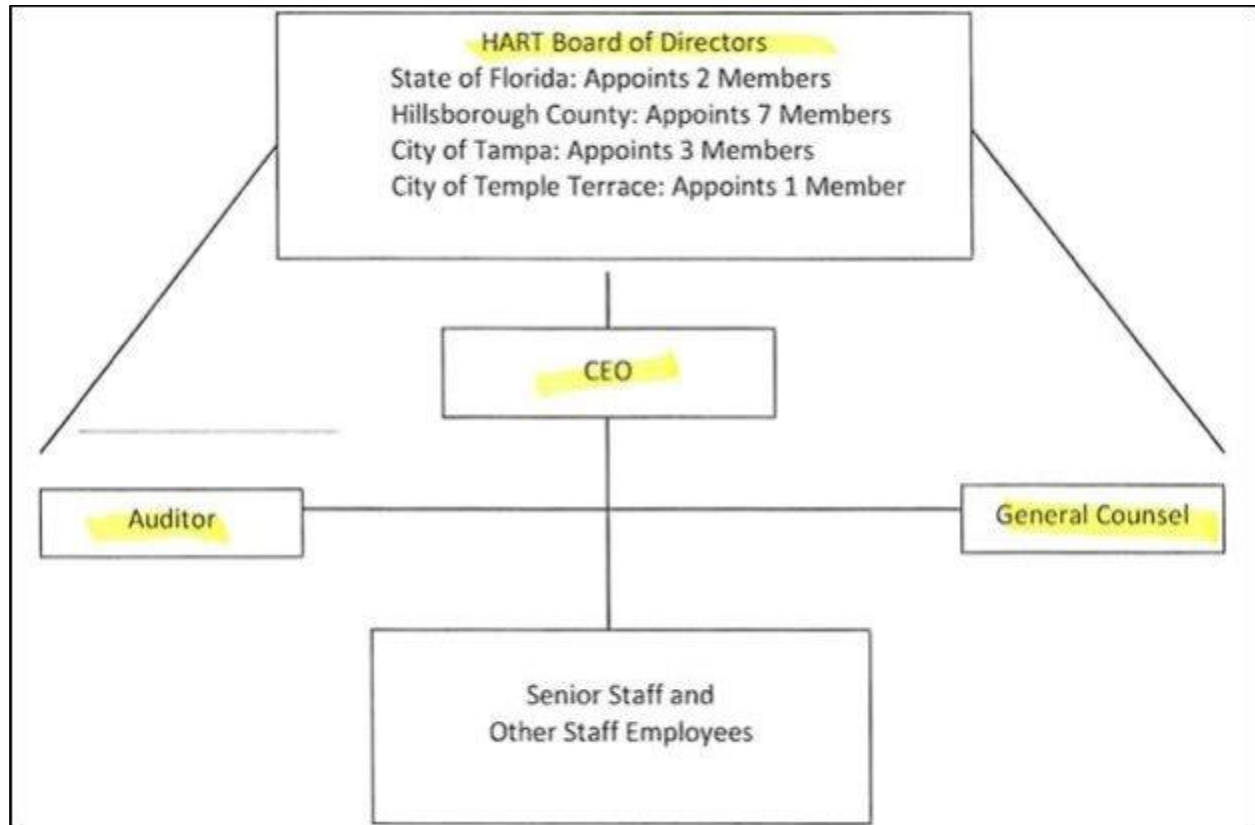 HART Board of Directors
State of Florida: Appoints 2 Members
Hillsborough County: Appoints 7 Members
City of Tampa: Appoints 3 Members
City of Temple Terrace: Appoints 1 Member
CEO
Auditor
General Counsel
Senior Staff and
Other Staff Employees